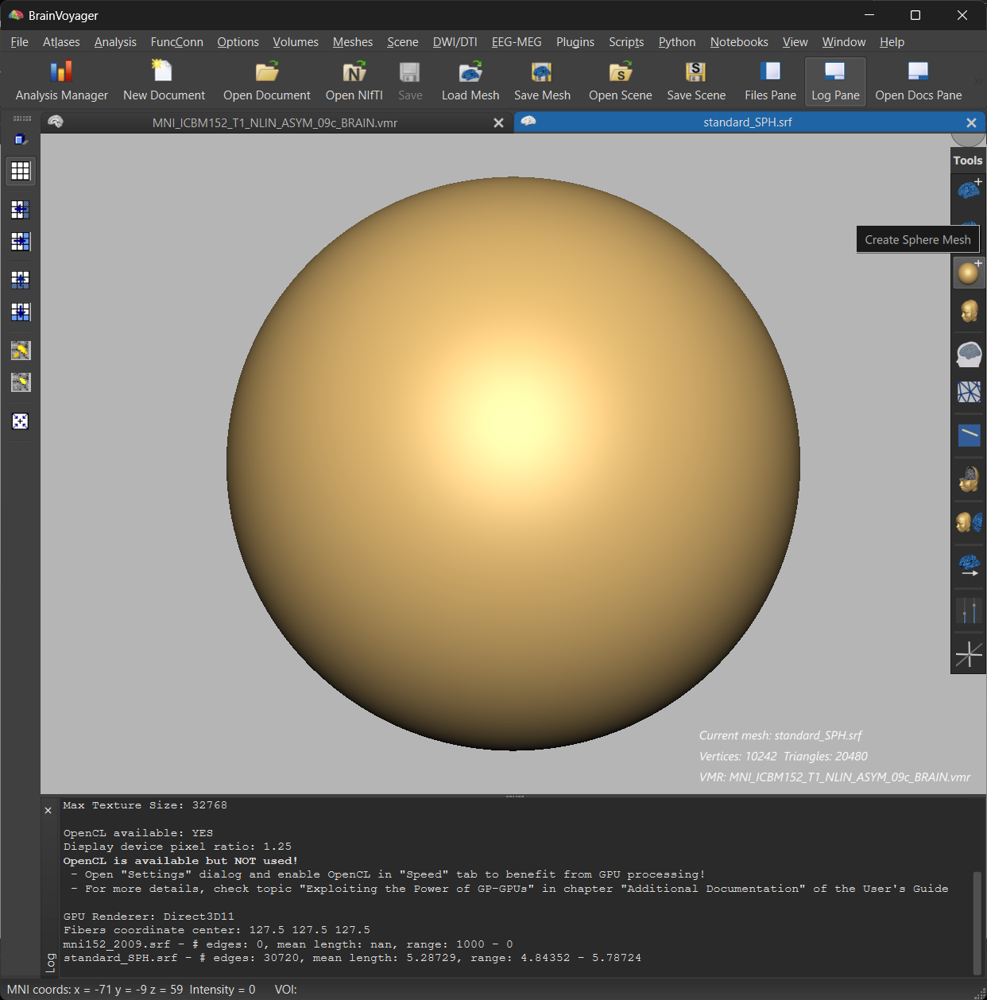 BrainVoyager
File Atlases Analysis FuncConn Options Volumes Meshes Scene DWI/DTI EEG-MEG Plugins Scripts Python Notebooks View Window Help
Analysis Manager New Document Open Document Open NIfTI Save Load Mesh Save Mesh Open Scene Save Scene Files Pane Log Pane Open Docs Pane
MNI_ICBM152_T1_NLIN_ASYM_09c_BRAIN.vmr standard_SPH.srf
Tools
Create Sphere Mesh
Current mesh: standard_SPH.srf
Vertices: 10242 Triangles: 20480
VMR: MNI_ICBM152_T1_NLIN_ASYM_09c_BRAIN.vmr
Max Texture Size: 32768
OpenCL available: YES
Display device pixel ratio: 1.25
OpenCL is available but NOT used!
- Open "Settings" dialog and enable OpenCL in "Speed" tab to benefit from GPU processing!
- For more details, check topic "Exploiting the Power of GP-GPUs" in chapter "Additional Documentation" of the User's Guide
GPU Renderer: Direct3D11
Fibers coordinate center: 127.5 127.5 127.5
mni152_2009.srf - # edges: 0, mean length: nan, range: 1000 - 0
standard_SPH.srf - # edges: 30720, mean length: 5.28729, range: 4.84352 - 5.78724
Log
MNI coords: x = -71 y = -9 z = 59 Intensity = 0 VOI: